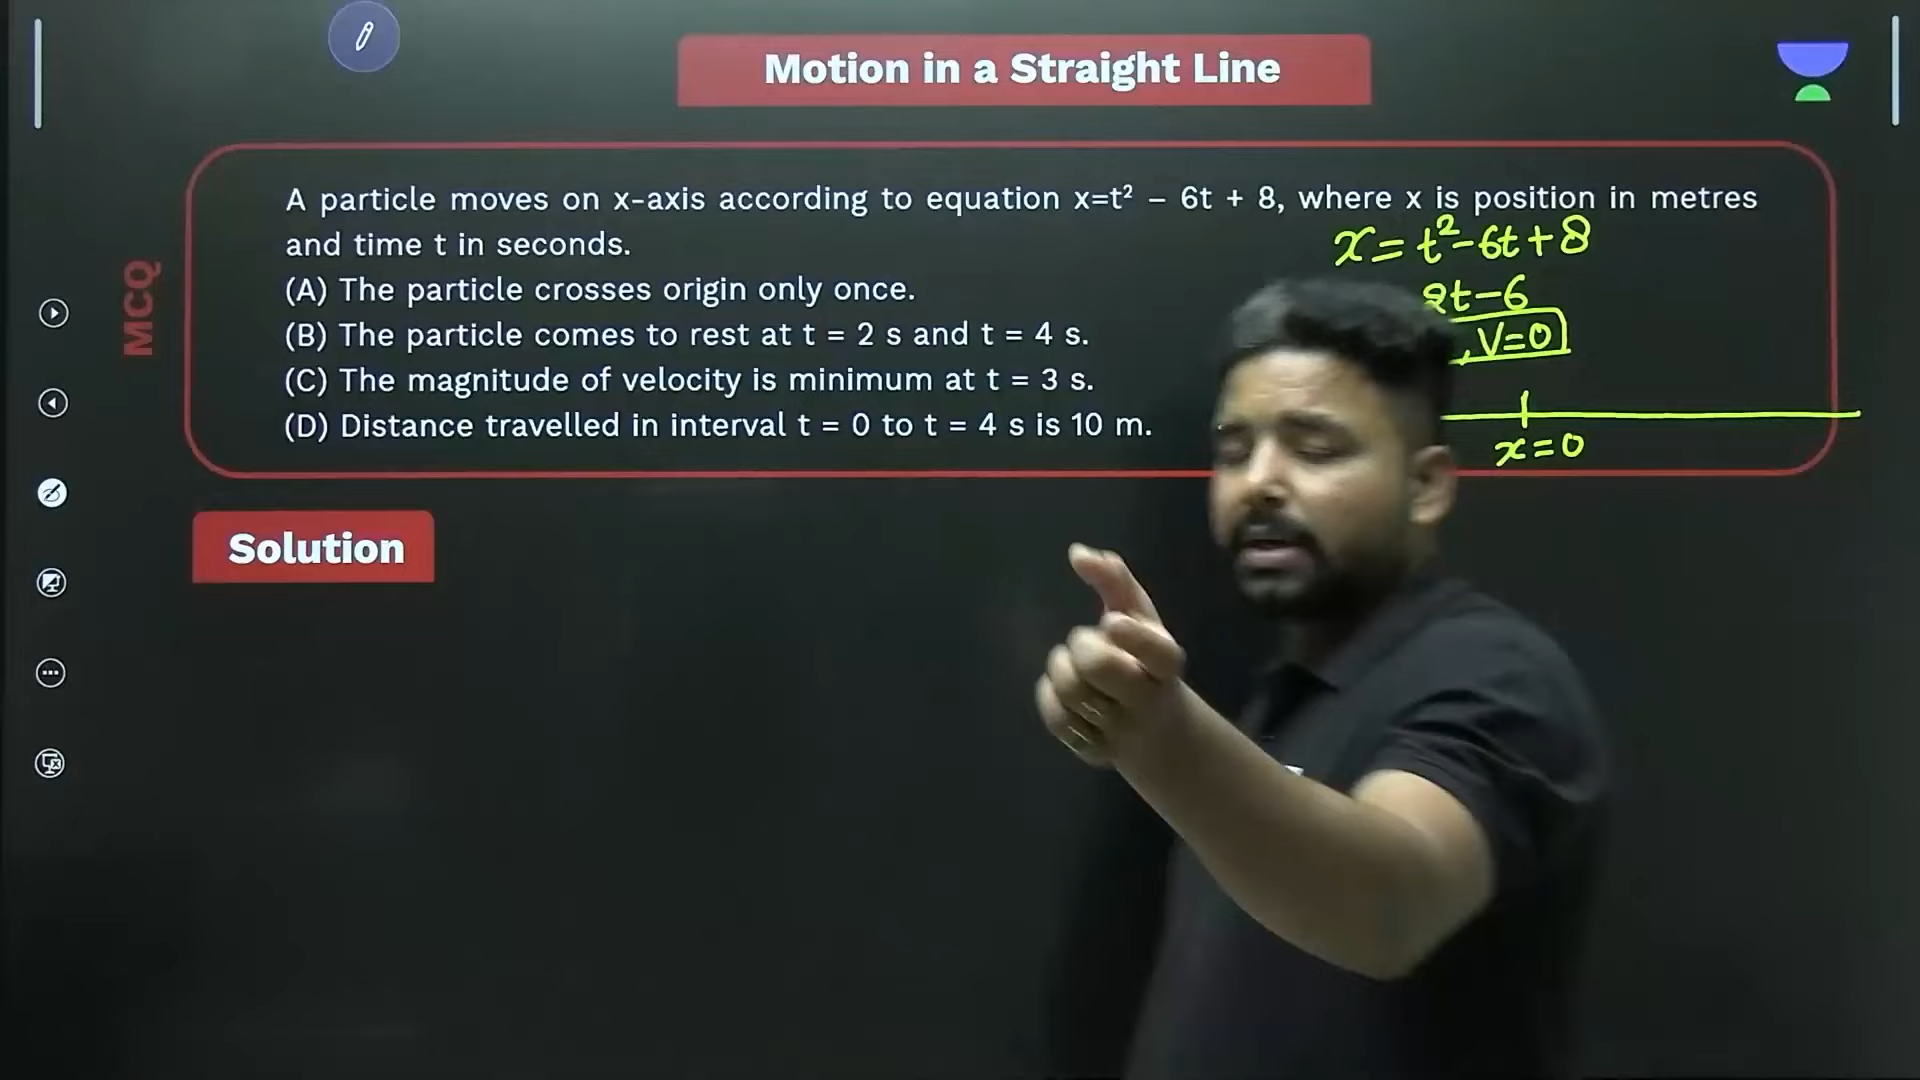 Motion in a Straight Line
MCQ
A particle moves on x-axis according to equation x=t² – 6t + 8, where x is position in metres
and time t in seconds.
(A) The particle crosses origin only once.
(B) The particle comes to rest at t = 2 s and t = 4 s.
(C) The magnitude of velocity is minimum at t = 3 s.
(D) Distance travelled in interval t = 0 to t = 4 s is 10 m.
x = t²-6t+8
2t-6
, V=0
x=0
Solution